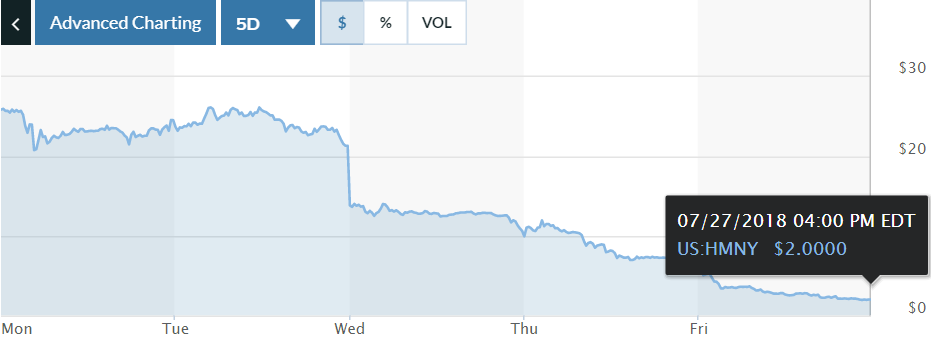 Advanced Charting 5D $ % VOL
$30
$20
07/27/2018 04:00 PM EDT
US:HMNY $2.0000
$0
Mon Tue Wed Thu Fri